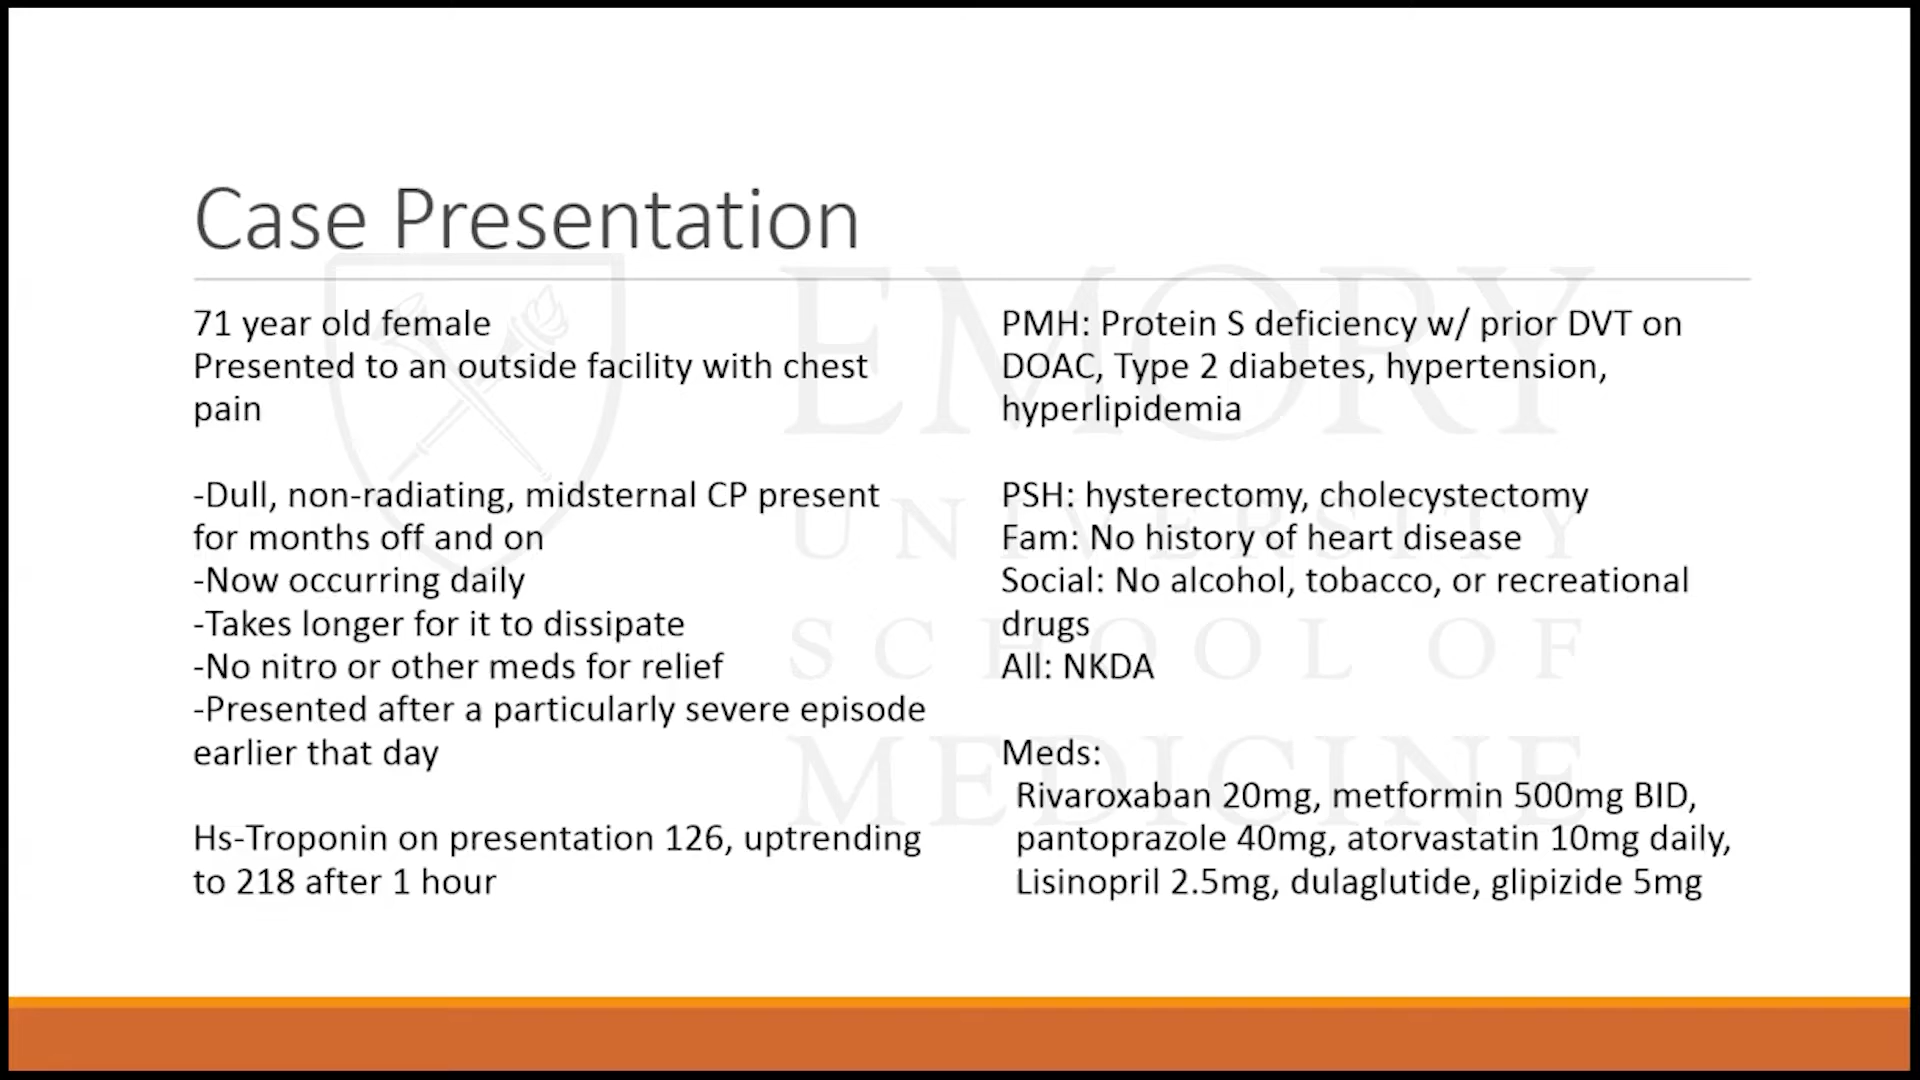 Case Presentation
71 year old female
Presented to an outside facility with chest
pain
-Dull, non-radiating, midsternal CP present
for months off and on
-Now occurring daily
-Takes longer for it to dissipate
-No nitro or other meds for relief
-Presented after a particularly severe episode
earlier that day
Hs-Troponin on presentation 126, uptrending
to 218 after 1 hour
PMH: Protein S deficiency w/ prior DVT on
DOAC, Type 2 diabetes, hypertension,
hyperlipidemia
PSH: hysterectomy, cholecystectomy
Fam: No history of heart disease
Social: No alcohol, tobacco, or recreational
drugs
All: NKDA
Meds:
Rivaroxaban 20mg, metformin 500mg BID,
pantoprazole 40mg, atorvastatin 10mg daily,
Lisinopril 2.5mg, dulaglutide, glipizide 5mg
EMORY
UNIVERSITY
SCHOOL OF
MEDICINE